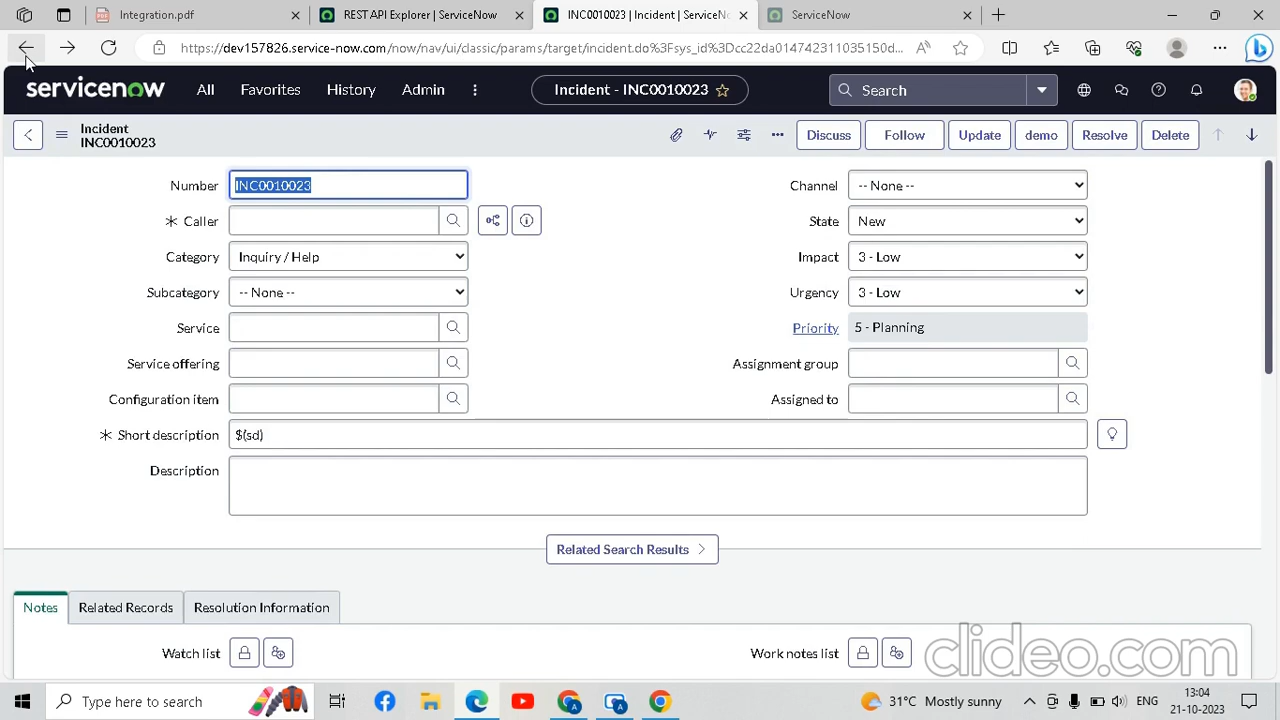 Integration.pdf
REST API Explorer | ServiceNow
INC0010023 | Incident | ServiceNo
ServiceNow
https://dev157826.service-now.com/now/nav/ui/classic/params/target/incident.do%3Fsys_id%3Dcc22da014742311035150d...
servicenow All Favorites History Admin Incident - INC0010023 Search
Incident
INC0010023
Discuss Follow Update demo Resolve Delete
Number INC0010023 Channel -- None --
Caller State New
Category Inquiry / Help Impact 3 - Low
Subcategory -- None -- Urgency 3 - Low
Service Priority 5 - Planning
Service offering Assignment group
Configuration item Assigned to
Short description $(sd)
Description
Related Search Results
Notes Related Records Resolution Information
Watch list Work notes list
clideo.com
Type here to search 31°C Mostly sunny ENG 13:04
21-10-2023